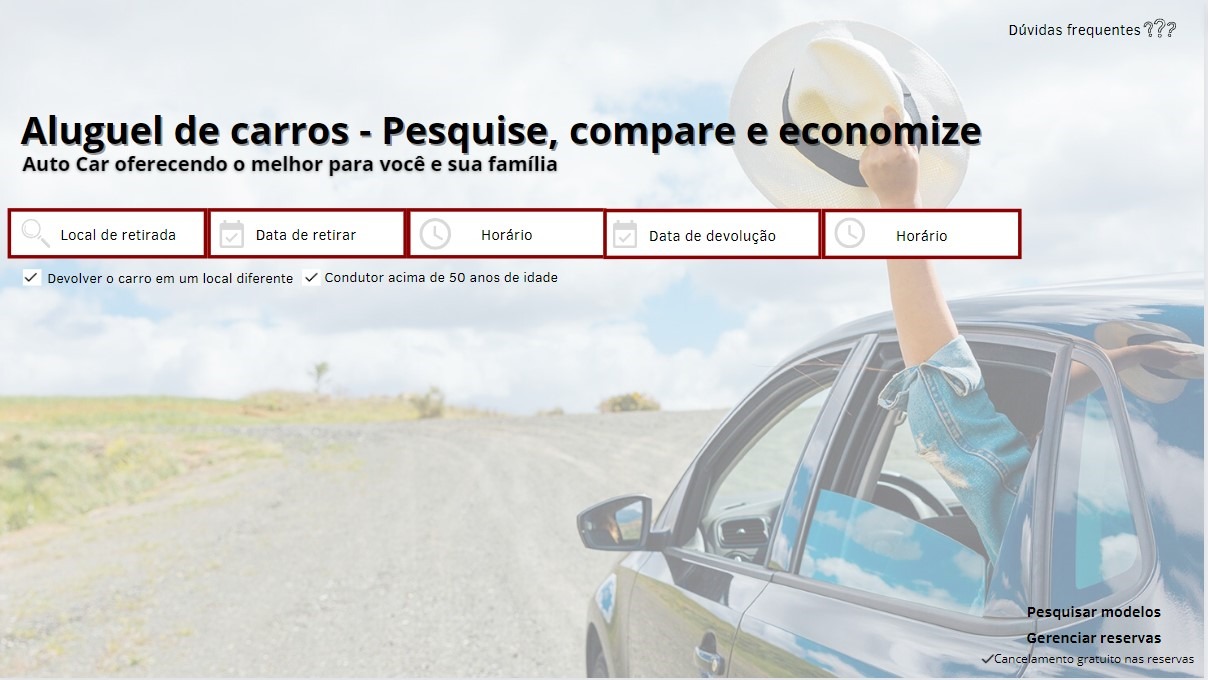 Dúvidas frequentes ???
Aluguel de carros - Pesquise, compare e economize
Auto Car oferecendo o melhor para você e sua família
Local de retirada
Data de retirar
Horário
Data de devolução
Horário
Devolver o carro em um local diferente
Condutor acima de 50 anos de idade
Pesquisar modelos
Gerenciar reservas
Cancelamento gratuito nas reservas